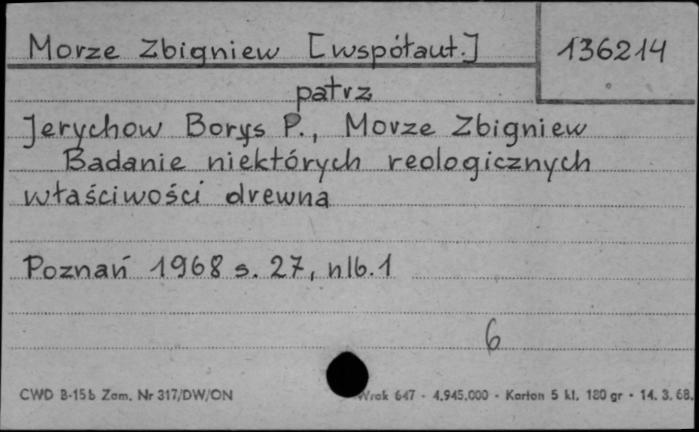 Morze Zbigniew [współaut.] 136214
patrz
Jerychow Borys P., Morze Zbigniew
Badanie niektórych reologicznych
właściwości drewna
Poznań 1968 s. 27, nlb. 1
6
CWD B-15b Zam. Nr 317/DW/ON 647 - 4.945.000 - Karton 5 kl. 180 gr - 14. 3. 68.